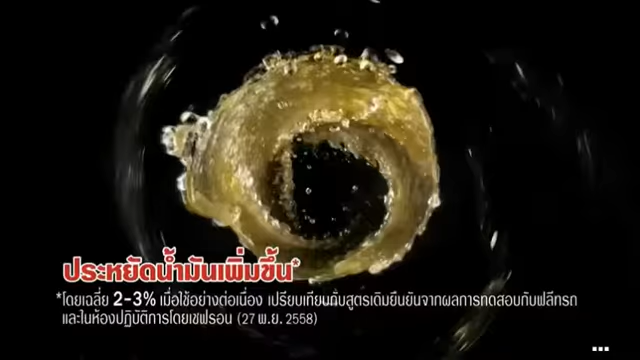 ประหยัดน้ำมันเพิ่มขึ้น*
*โดยเฉลี่ย 2-3% เมื่อใช้อย่างต่อเนื่อง เปรียบเทียบกับสูตรเดิมยืนยันจากผลการทดสอบกับฟลีทรถ
และในห้องปฏิบัติการโดยเชฟรอน (27 พ.ย. 2558)